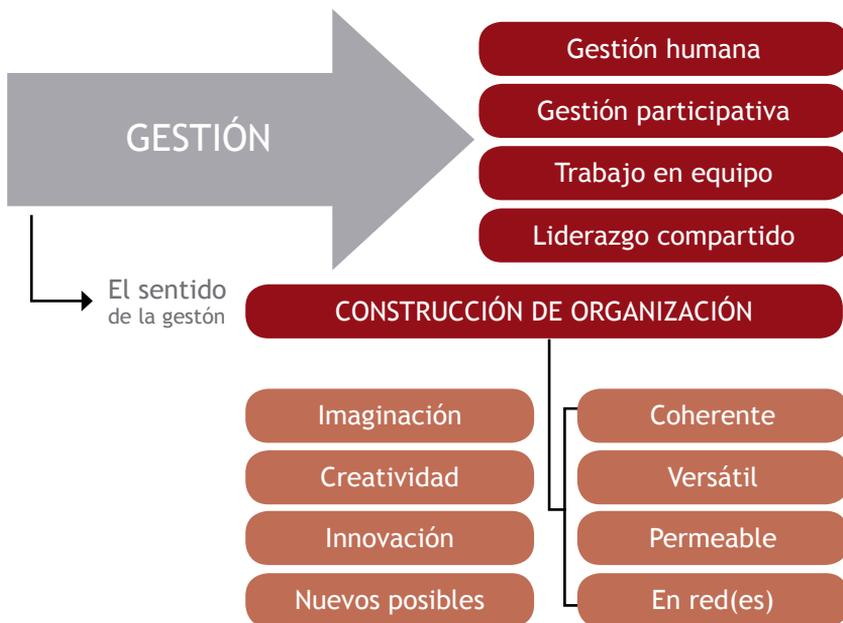 GESTIÓN
Gestión humana
Gestión participativa
Trabajo en equipo
Liderazgo compartido
El sentido
de la gestón
CONSTRUCCIÓN DE ORGANIZACIÓN
Imaginación
Creatividad
Innovación
Nuevos posibles
Coherente
Versátil
Permeable
En red(es)